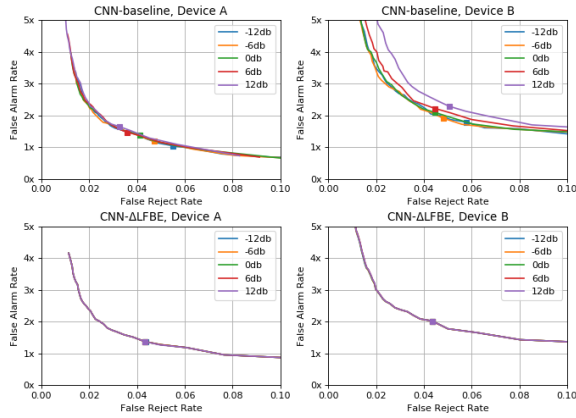 CNN-baseline, Device A
5x
4x
3x
2x
1x
0x
False Alarm Rate
-12db
-6db
0db
6db
12db
0.00 0.02 0.04 0.06 0.08 0.10
False Reject Rate
CNN-baseline, Device B
5x
4x
3x
2x
1x
0x
False Alarm Rate
-12db
-6db
0db
6db
12db
0.00 0.02 0.04 0.06 0.08 0.10
False Reject Rate
CNN-ΔLFBE, Device A
5x
4x
3x
2x
1x
0x
False Alarm Rate
-12db
-6db
0db
6db
12db
0.00 0.02 0.04 0.06 0.08 0.10
False Reject Rate
CNN-ΔLFBE, Device B
5x
4x
3x
2x
1x
0x
False Alarm Rate
-12db
-6db
0db
6db
12db
0.00 0.02 0.04 0.06 0.08 0.10
False Reject Rate